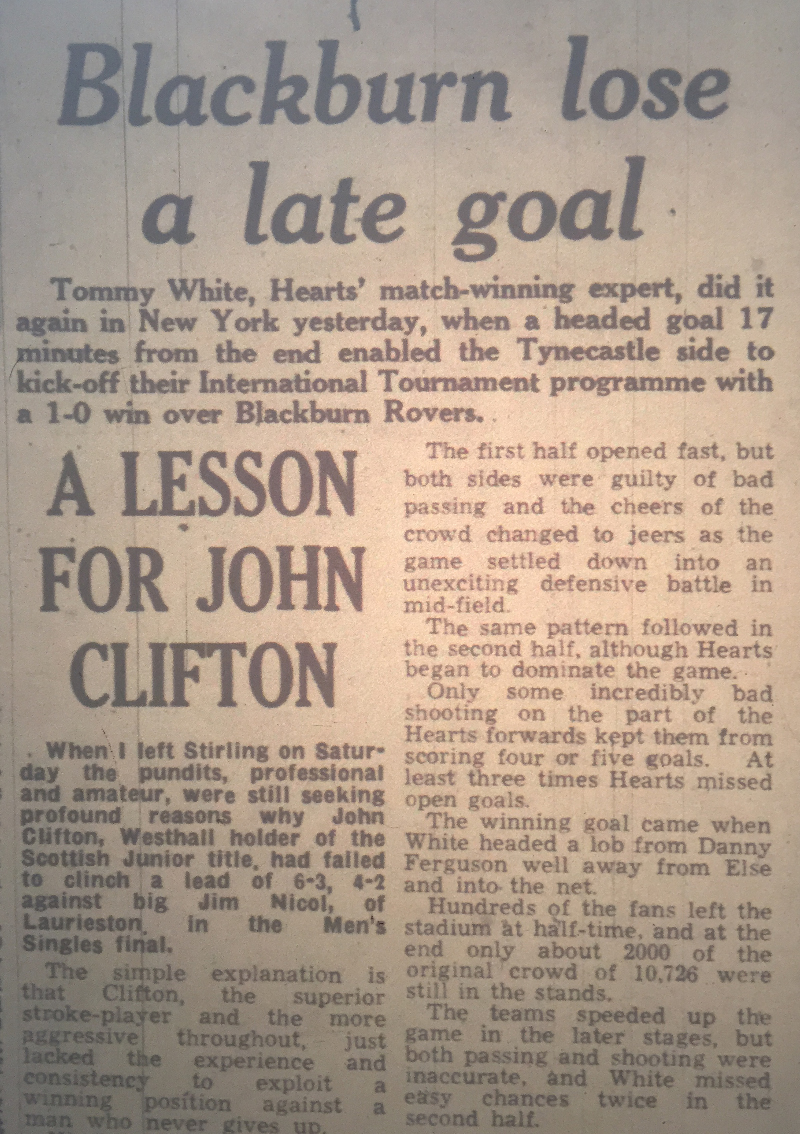 Blackburn lose
a late goal
Tommy White, Hearts' match-winning expert, did it
again in New York yesterday, when a headed goal 17
minutes from the end enabled the Tynecastle side to
kick-off their International Tournament programme with
a 1-0 win over Blackburn Rovers.
The first half opened fast, but
both sides were guilty of bad
passing and the cheers of the
crowd changed to jeers as the
game settled down into an
unexciting defensive battle in
mid-field.
The same pattern followed in
the second half, although Hearts
began to dominate the game.
Only some incredibly bad
shooting on the part of the
Hearts forwards kept them from
scoring four or five goals. At
least three times Hearts missed
open goals.
The winning goal came when
White headed a lob from Danny
Ferguson well away from Else
and into the net.
Hundreds of the fans left the
stadium at half-time, and at the
end only about 2000 of the
original crowd of 10,726 were
still in the stands.
The teams speeded up the
game in the later stages, but
both passing and shooting were
inaccurate, and White missed
easy chances twice in the
second half.
A LESSON
FOR JOHN
CLIFTON
When I left Stirling on Satur-
day the pundits, professional
and amateur, were still seeking
profound reasons why John
Clifton, Westhall holder of the
Scottish Junior title, had failed
to clinch a lead of 6-3, 4-2
against big Jim Nicol, of
Laurieston, in the Men's
Singles final.
The simple explanation is
that Clifton, the superior
stroke-player and the more
aggressive throughout, just
lacked the experience and
consistency to exploit a
winning position against a
man who never gives up.